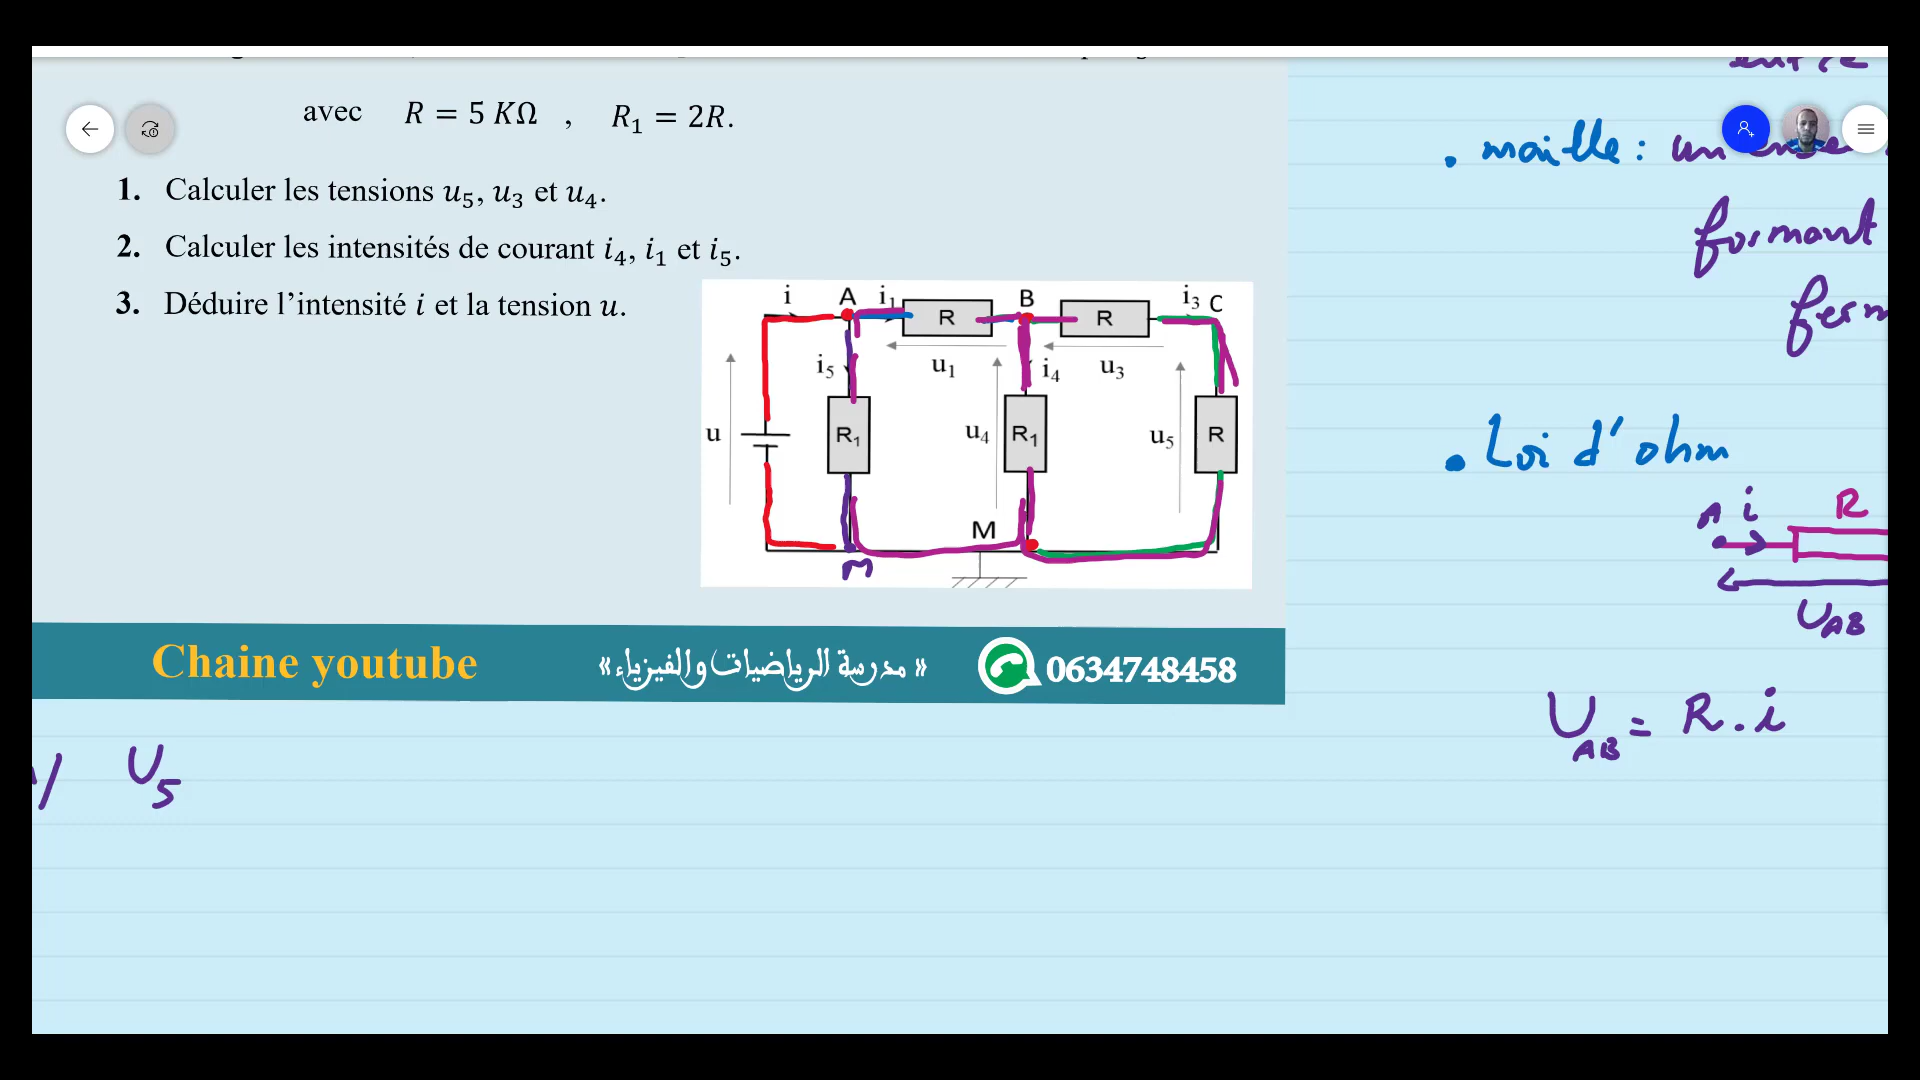 avec R = 5 KΩ , R₁ = 2R.
1. Calculer les tensions u₅, u₃ et u₄.
2. Calculer les intensités de courant i₄, i₁ et i₅.
3. Déduire l'intensité i et la tension u.
i A i₁ R B R i₃ C
i₅ u₁ i₄ u₃
u R₁ u₄ R₁ u₅ R
M
M
Chaine youtube « مدرسة الرياضيات والفيزياء » 0634748458
/ U₅
entre
. maille : un
formant
. Loi d'ohm
A i R
U_AB
U_AB = R . i